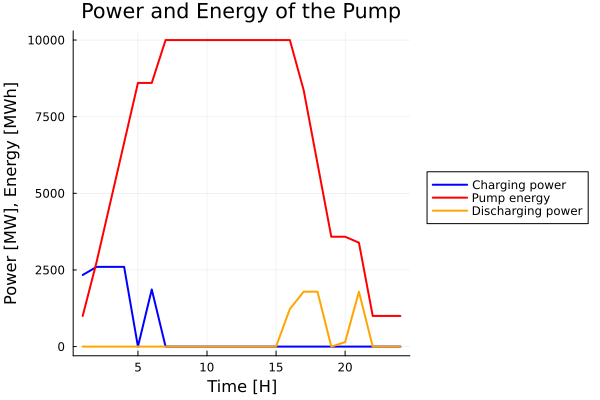 Power and Energy of the Pump
Power [MW], Energy [MWh]
10000
7500
5000
2500
0
5
10
15
20
Time [H]
Charging power
Pump energy
Discharging power